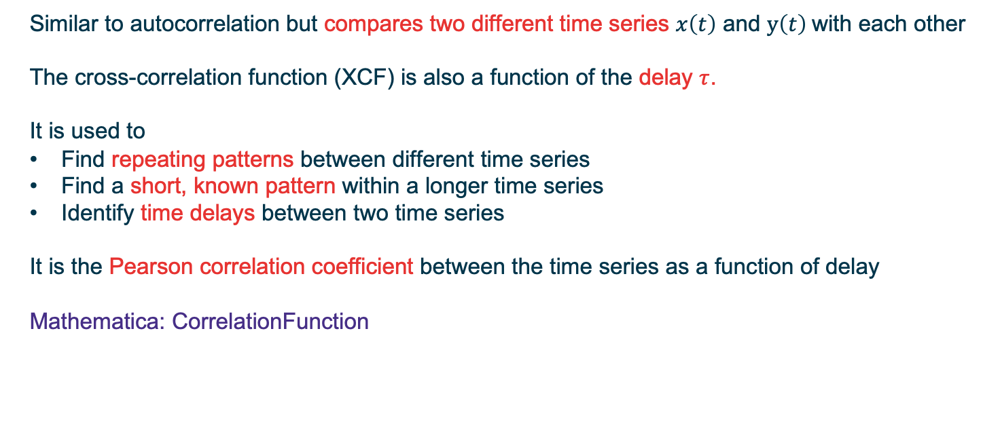 Similar to autocorrelation but compares two different time series 𝑥(𝑡) and y(𝑡) with each other
The cross-correlation function (XCF) is also a function of the delay 𝜏.
It is used to
• Find repeating patterns between different time series
• Find a short, known pattern within a longer time series
• Identify time delays between two time series
It is the Pearson correlation coefficient between the time series as a function of delay
Mathematica: CorrelationFunction